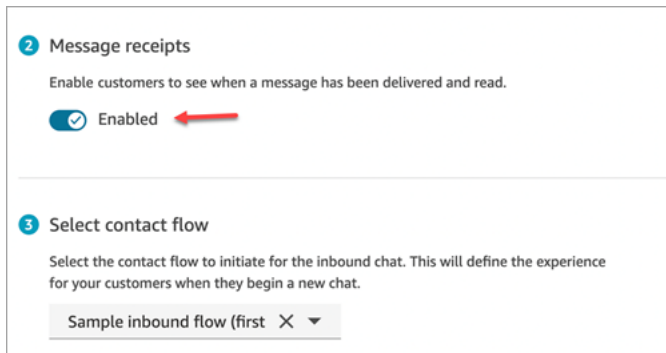 2 Message receipts
Enable customers to see when a message has been delivered and read.
Enabled
3 Select contact flow
Select the contact flow to initiate for the inbound chat. This will define the experience
for your customers when they begin a new chat.
Sample inbound flow (first